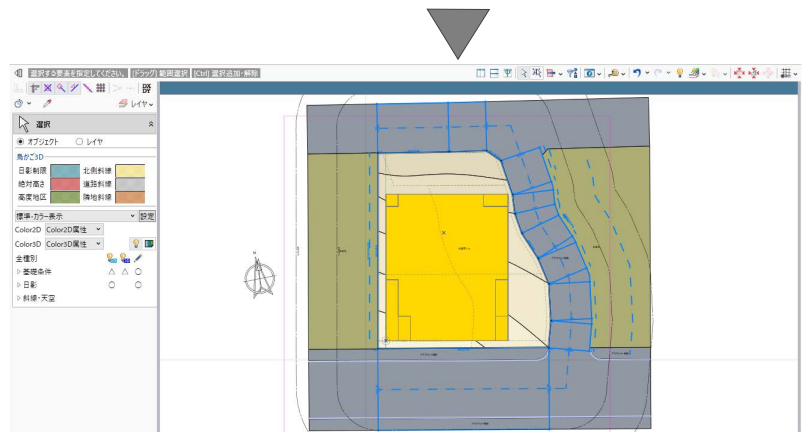 選択する要素を指定してください。 [ドラッグ] 範囲選択 [Ctrl] 選択追加・解除
レイヤ
選択
オブジェクト レイヤ
鳥かご3D
日影制限 北側斜線
絶対高さ 道路斜線
高度地区 隣地斜線
標準-カラー表示 設定
Color2D Color2D属性
Color3D Color3D属性
全種別
基礎条件
日影
斜線・天空
N